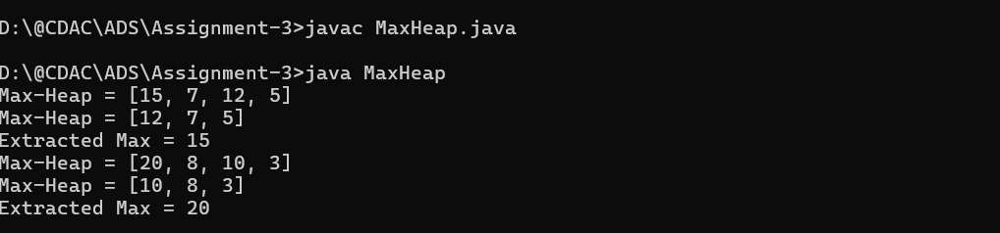 D:\@CDAC\ADS\Assignment-3>javac MaxHeap.java
D:\@CDAC\ADS\Assignment-3>java MaxHeap
Max-Heap = [15, 7, 12, 5]
Max-Heap = [12, 7, 5]
Extracted Max = 15
Max-Heap = [20, 8, 10, 3]
Max-Heap = [10, 8, 3]
Extracted Max = 20